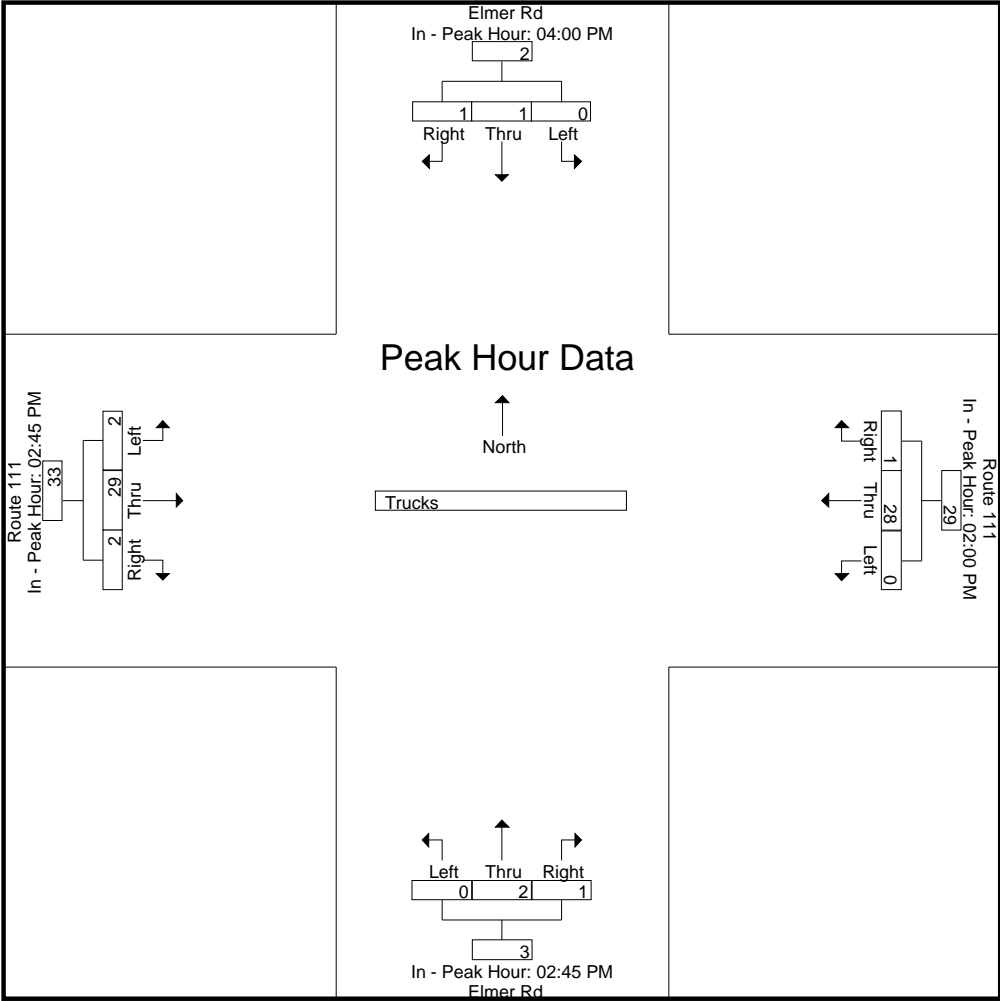 Elmer Rd
In - Peak Hour: 04:00 PM
2
1 1 0
Right Thru Left
Peak Hour Data
North
Trucks
Route 111
In - Peak Hour: 02:45 PM
33
2 29 2
Left Thru Right
Route 111
In - Peak Hour: 02:00 PM
29
1 28 0
Right Thru Left
Left Thru Right
0 2 1
3
In - Peak Hour: 02:45 PM
Elmer Rd